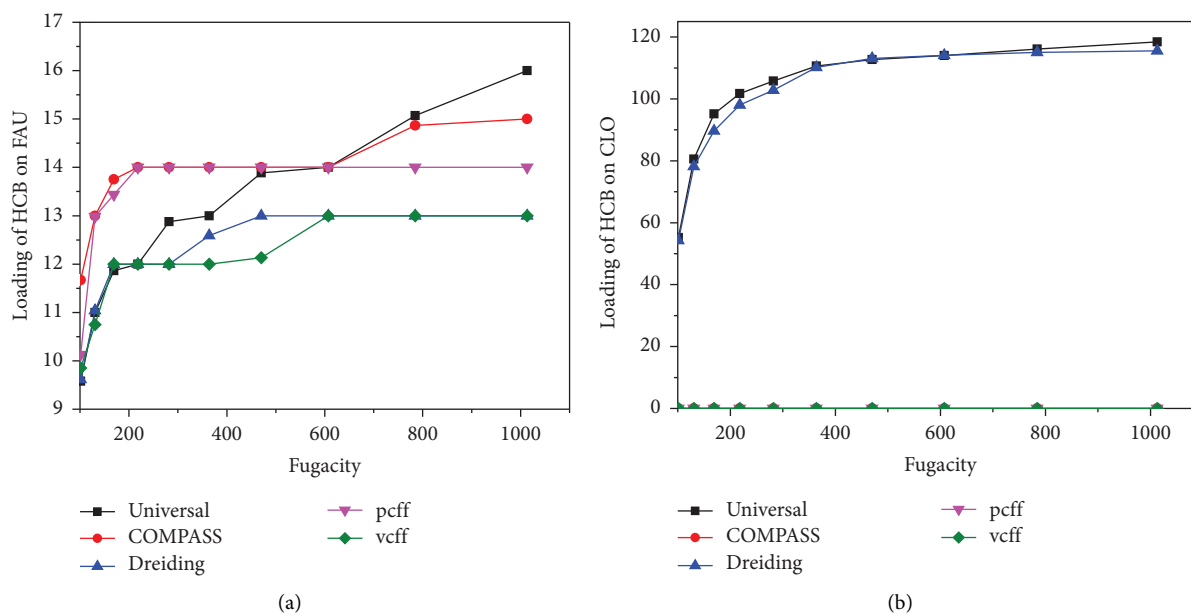 17
16
15
14
13
12
11
10
9
Loading of HCB on FAU
200 400 600 800 1000
Fugacity
Universal
COMPASS
Dreiding
pcff
vcff
(a)
120
100
80
60
40
20
0
Loading of HCB on CLO
200 400 600 800 1000
Fugacity
Universal
COMPASS
Dreiding
pcff
vcff
(b)